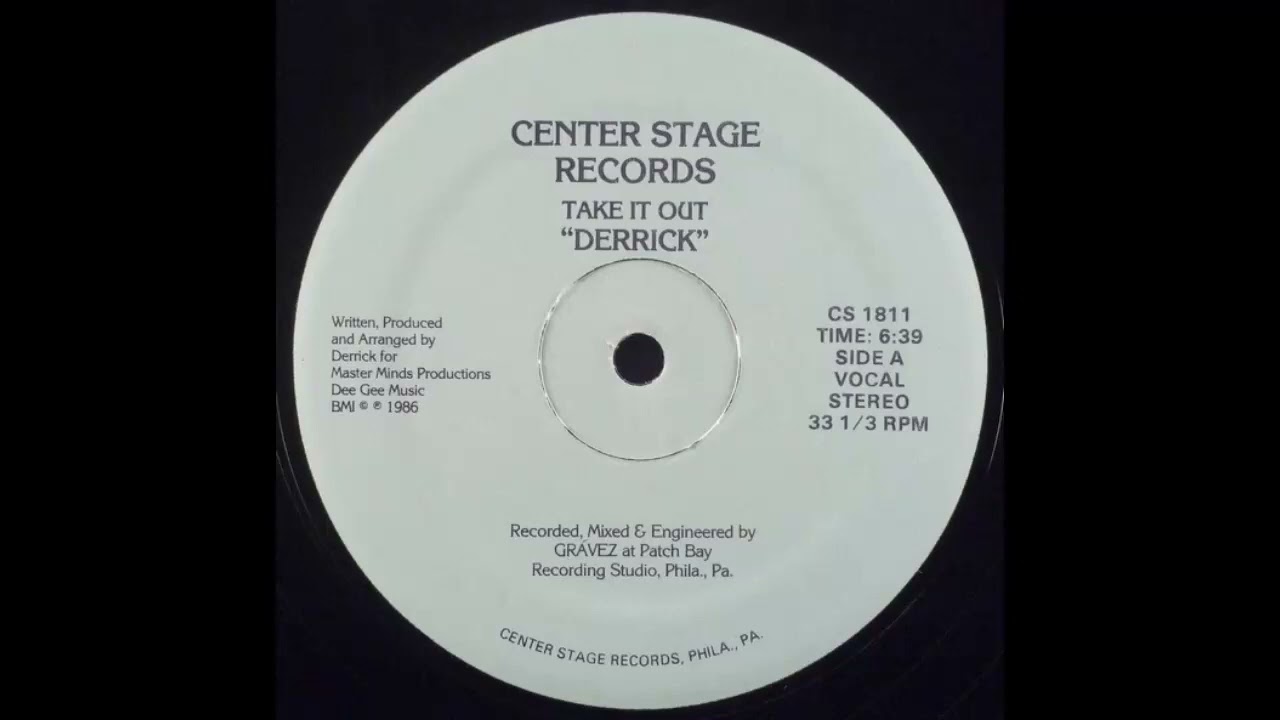 CENTER STAGE
RECORDS
TAKE IT OUT
“DERRICK”
Written, Produced
and Arranged by
Derrick for
Master Minds Productions
Dee Gee Music
BMI © ℗ 1986
CS 1811
TIME: 6:39
SIDE A
VOCAL
STEREO
33 1/3 RPM
Recorded, Mixed & Engineered by
GRÁVEZ at Patch Bay
Recording Studio, Phila., Pa.
CENTER STAGE RECORDS, PHILA., PA.